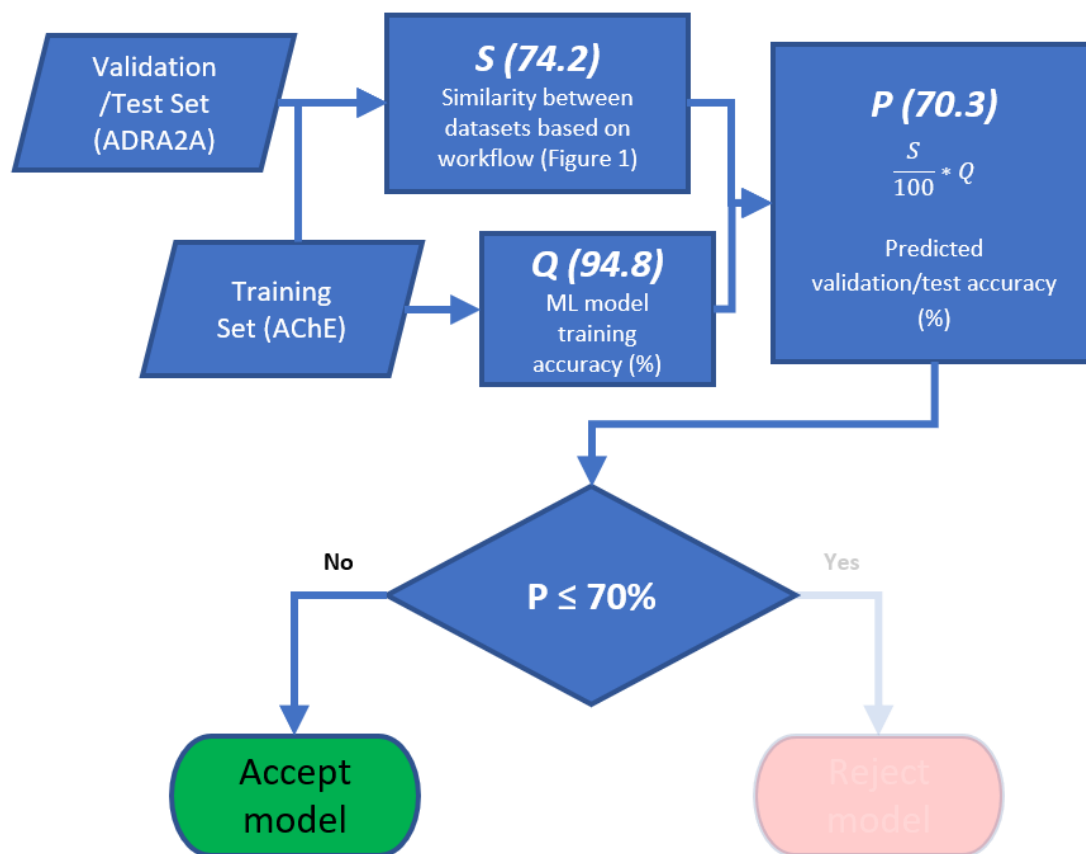 Validation
/Test Set
(ADRA2A)
S (74.2)
Similarity between
datasets based on
workflow (Figure 1)
P (70.3)
S
100
* Q
Predicted
validation/test accuracy
(%)
Training
Set (AChE)
Q (94.8)
ML model
training
accuracy (%)
No
Yes
P ≤ 70%
Accept
model
Reject
model